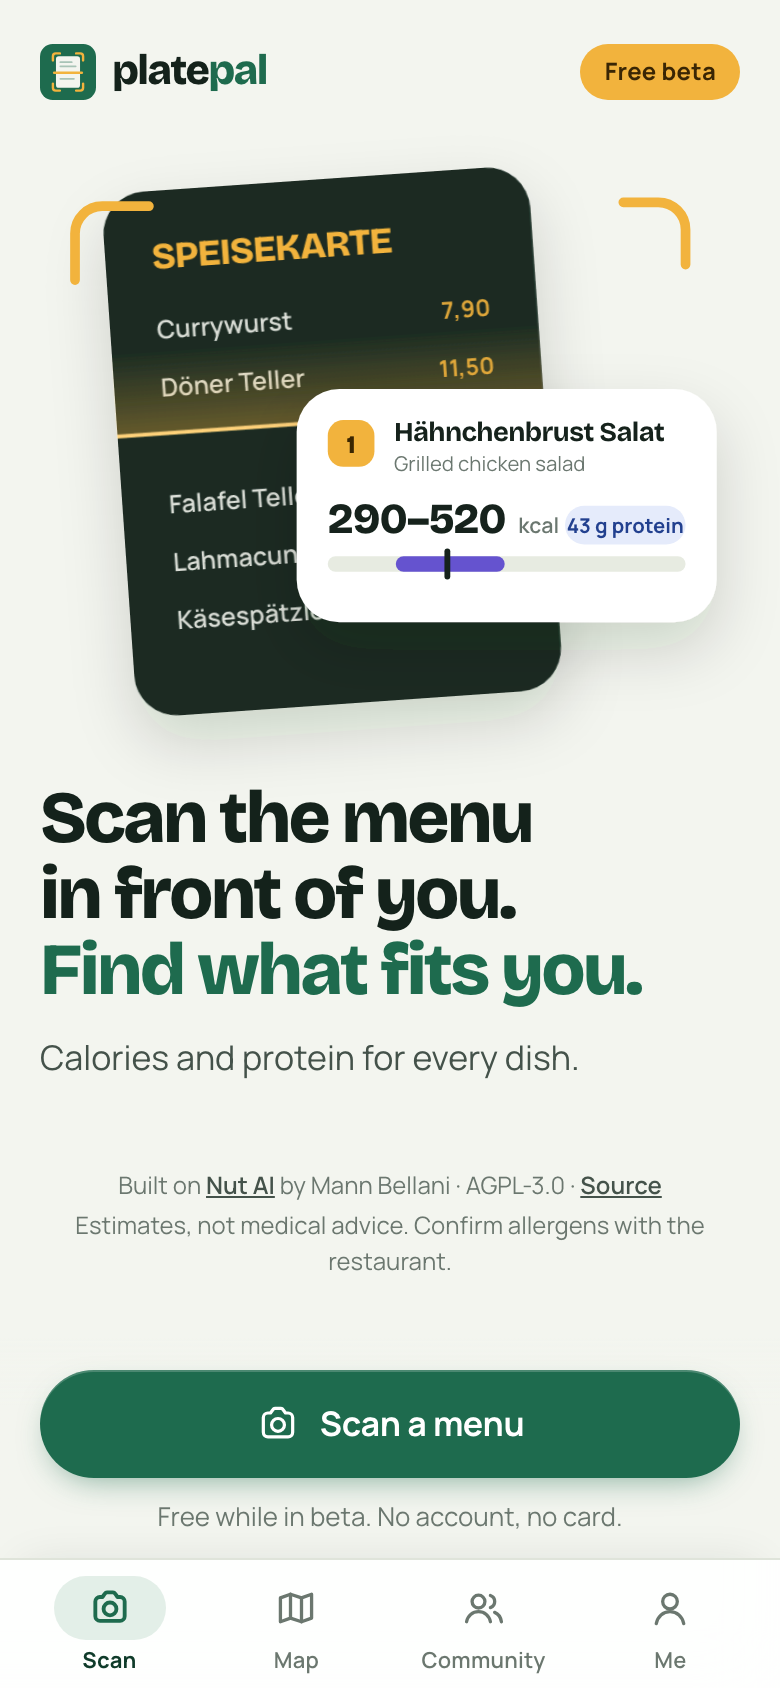 platepal
Free beta
SPEISEKARTE
Currywurst 7,90
Döner Teller 11,50
1 Hähnchenbrust Salat
Grilled chicken salad
290–520 kcal 43 g protein
Falafel
Lahmacun
Scan the menu
in front of you.
Find what fits you.
Calories and protein for every dish.
Built on Nut AI by Mann Bellani · AGPL-3.0 · Source
Estimates, not medical advice. Confirm allergens with the
restaurant.
Scan a menu
Free while in beta. No account, no card.
Scan
Map
Community
Me